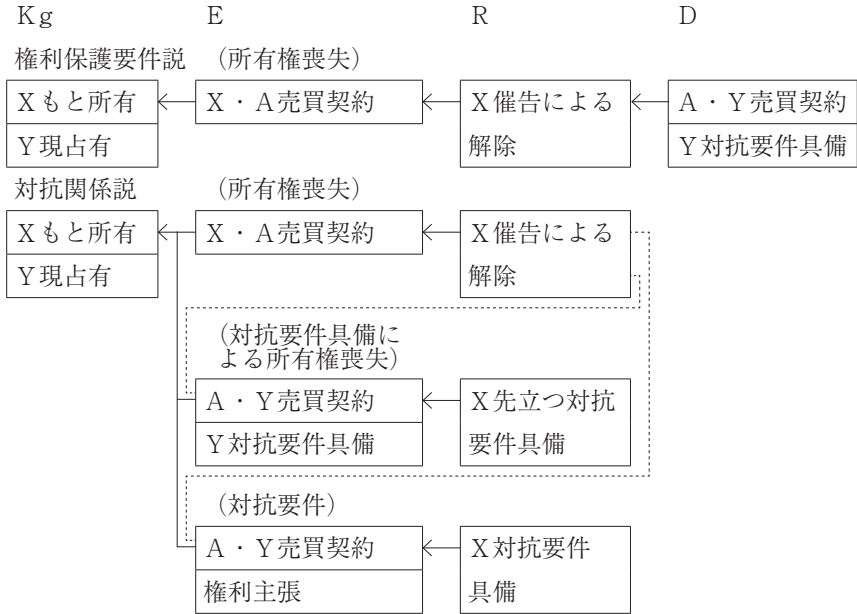 Ｋｇ Ｅ Ｒ Ｄ
権利保護要件説 （所有権喪失）
Ｘもと所有 Ｘ・Ａ売買契約 Ｘ催告による Ａ・Ｙ売買契約
Ｙ現占有 解除 Ｙ対抗要件具備
対抗関係説 （所有権喪失）
Ｘもと所有 Ｘ・Ａ売買契約 Ｘ催告による
Ｙ現占有 解除
（対抗要件具備に
よる所有権喪失）
Ａ・Ｙ売買契約 Ｘ先立つ対抗
Ｙ対抗要件具備 要件具備
（対抗要件）
Ａ・Ｙ売買契約 Ｘ対抗要件
権利主張 具備